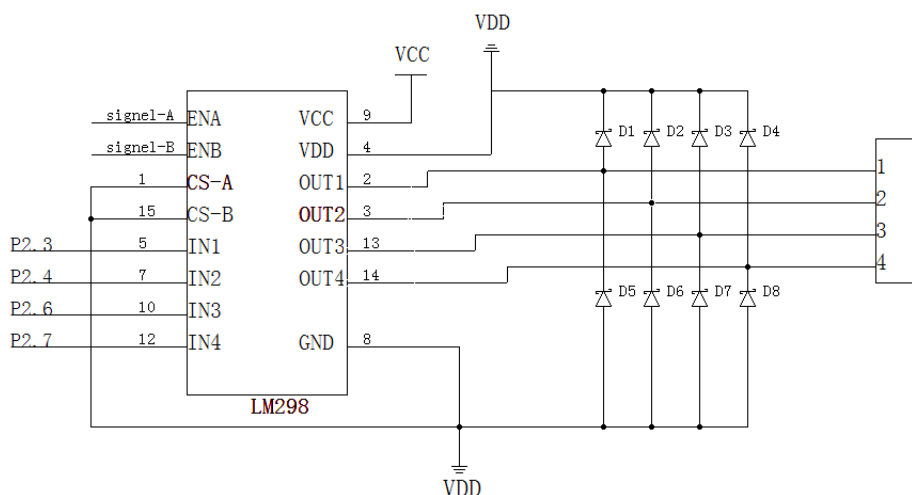 VDD
VCC
signel-A ENA VCC 9
signel-B ENB VDD 4
1 CS-A OUT1 2
15 CS-B OUT2 3
P2.3 5 IN1 OUT3 13
P2.4 7 IN2 OUT4 14
P2.6 10 IN3
P2.7 12 IN4 GND 8
LM298
D1 D2 D3 D4
1
2
3
4
D5 D6 D7 D8
VDD